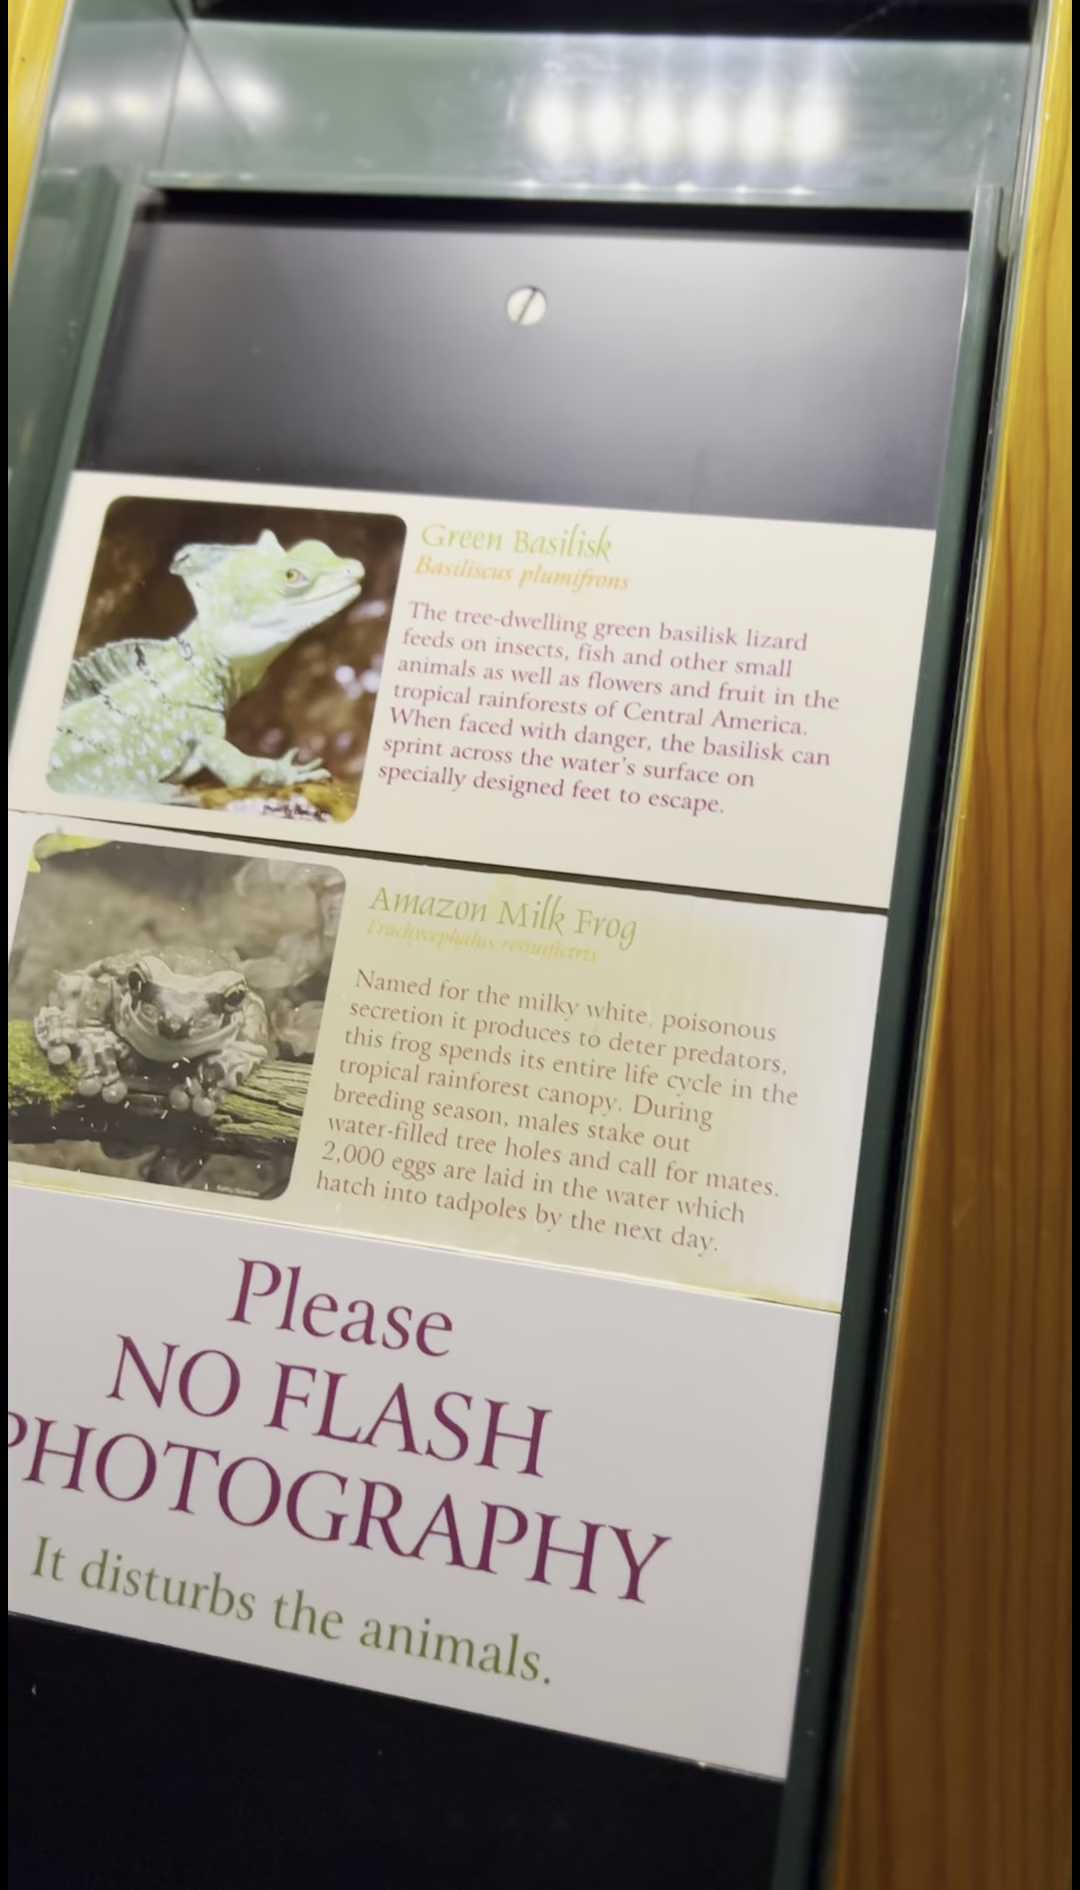 Green Basilisk
Basiliscus plumifrons
The tree-dwelling green basilisk lizard
feeds on insects, fish and other small
animals as well as flowers and fruit in the
tropical rainforests of Central America.
When faced with danger, the basilisk can
sprint across the water's surface on
specially designed feet to escape.
Amazon Milk Frog
Named for the milky white, poisonous
secretion it produces to deter predators,
this frog spends its entire life cycle in the
tropical rainforest canopy. During
breeding season, males stake out
water-filled tree holes and call for mates.
2,000 eggs are laid in the water which
hatch into tadpoles by the next day.
Please
NO FLASH
PHOTOGRAPHY
It disturbs the animals.